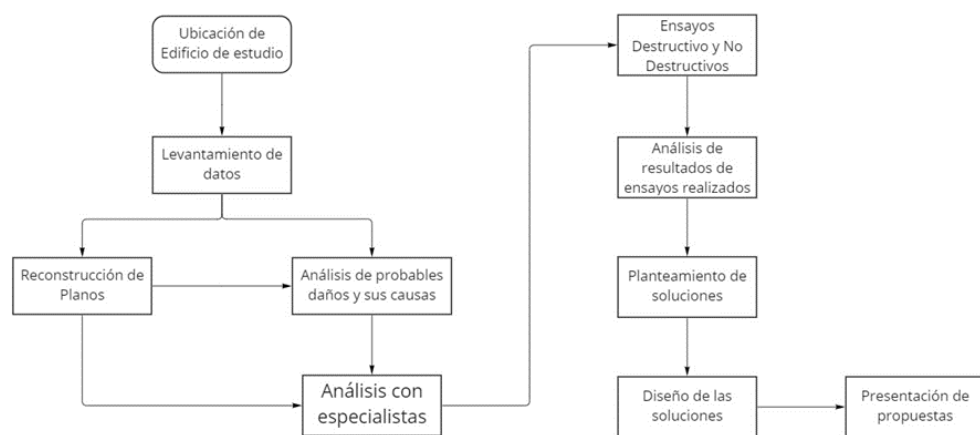 Ubicación de
Edificio de estudio
Levantamiento de
datos
Reconstrucción de
Planos
Análisis de probables
daños y sus causas
Análisis con
especialistas
Ensayos
Destructivo y No
Destructivos
Análisis de
resultados de
ensayos realizados
Planteamiento de
soluciones
Diseño de las
soluciones
Presentación de
propuestas